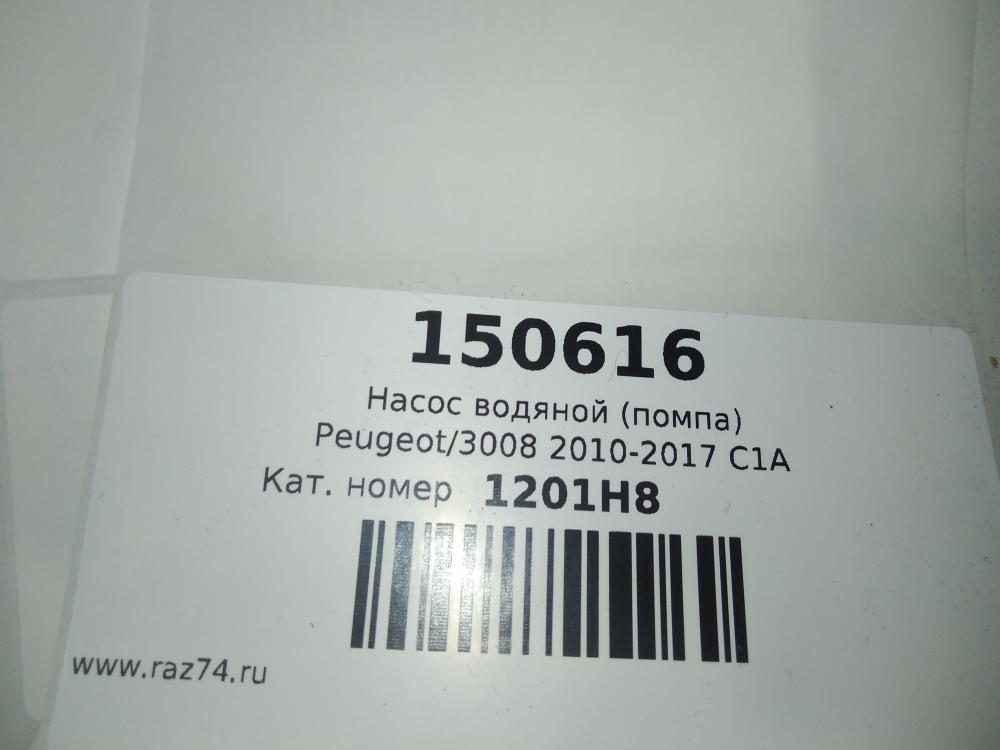 150616
Насос водяной (помпа)
Peugeot/3008 2010-2017 C1A
Кат. номер 1201H8
www.raz74.ru